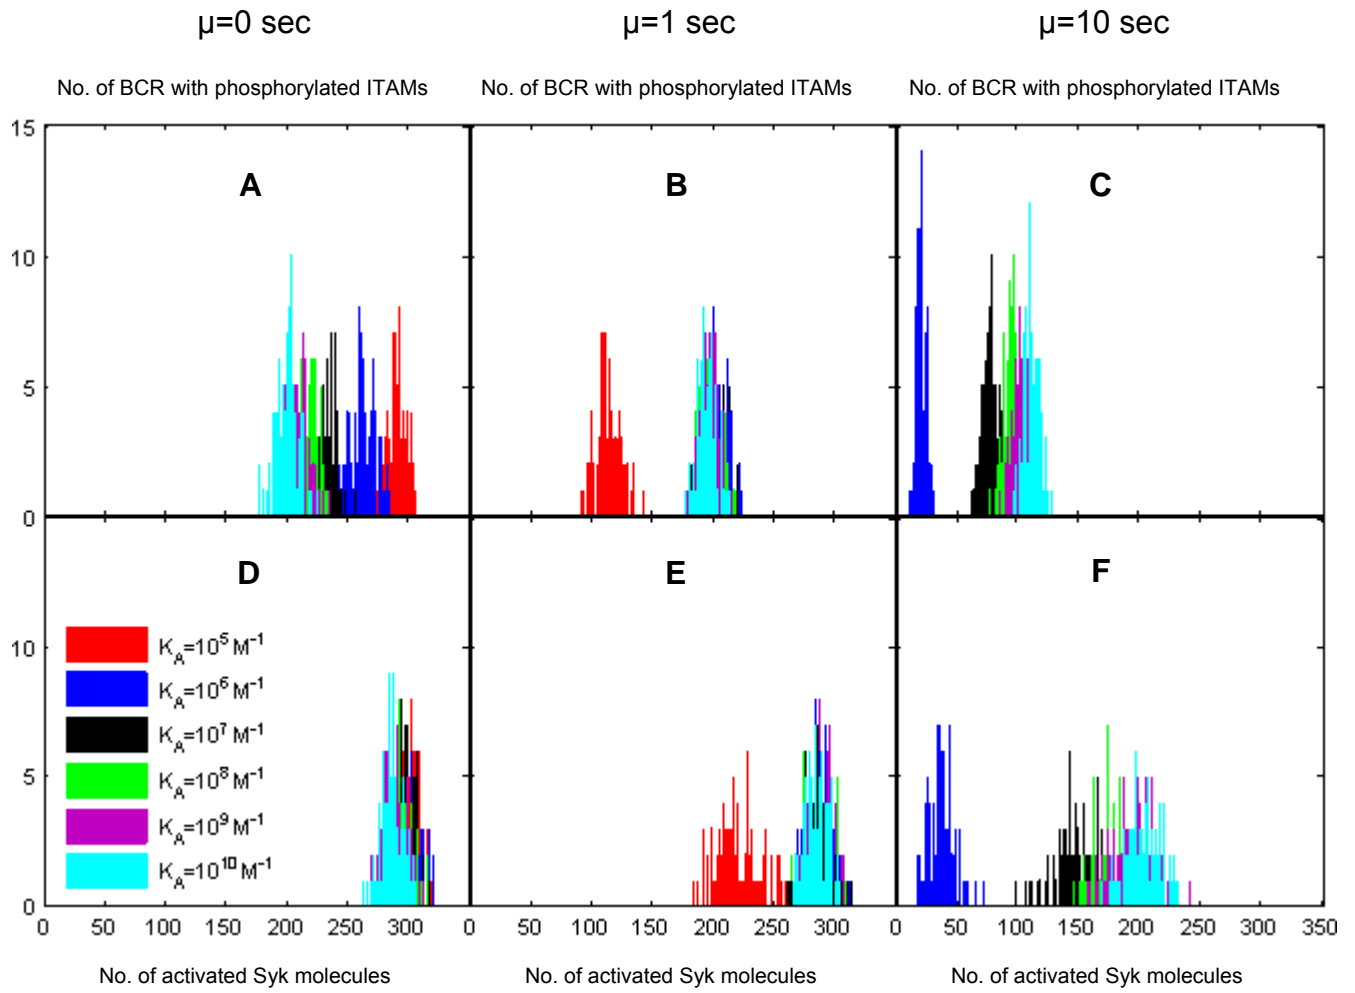 μ=0 sec μ=1 sec μ=10 sec
No. of BCR with phosphorylated ITAMs No. of BCR with phosphorylated ITAMs No. of BCR with phosphorylated ITAMs
15
A B C
10
5
0
D E F
10
K_A=10^5 M^-1
K_A=10^6 M^-1
K_A=10^7 M^-1
5
K_A=10^8 M^-1
K_A=10^9 M^-1
K_A=10^10 M^-1
0
0 50 100 150 200 250 300 0 50 100 150 200 250 300 0 50 100 150 200 250 300 350
No. of activated Syk molecules No. of activated Syk molecules No. of activated Syk molecules